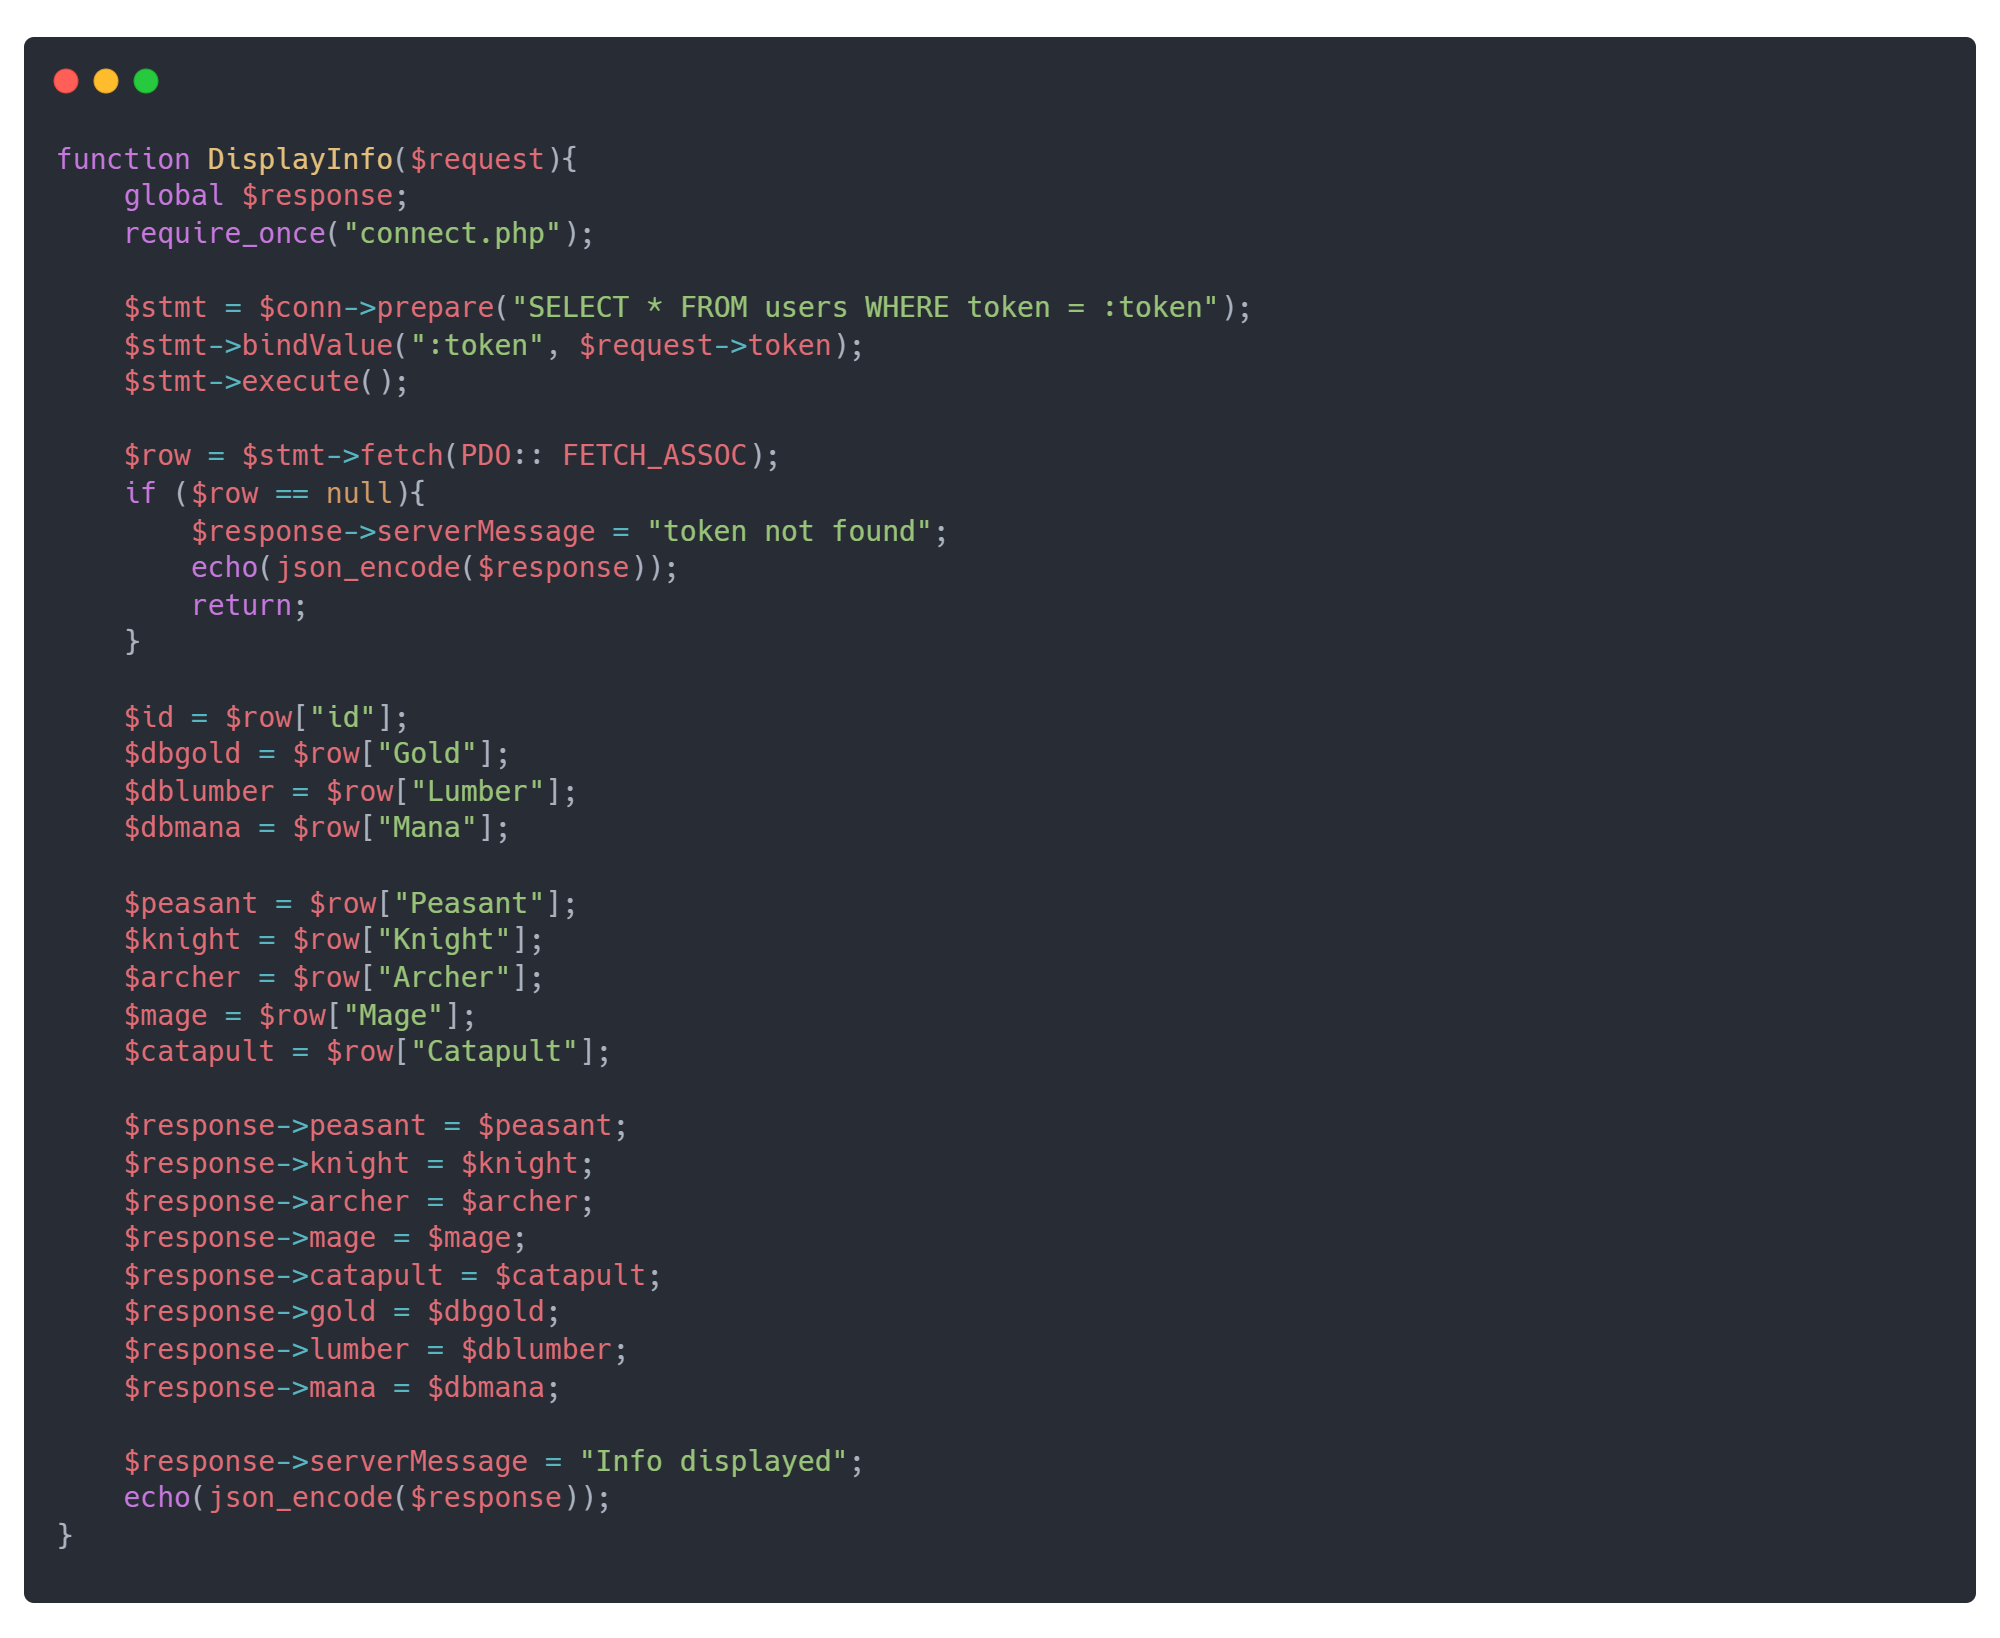 function DisplayInfo($request){
    global $response;
    require_once("connect.php");

    $stmt = $conn->prepare("SELECT * FROM users WHERE token = :token");
    $stmt->bindValue(":token", $request->token);
    $stmt->execute();

    $row = $stmt->fetch(PDO:: FETCH_ASSOC);
    if ($row == null){
        $response->serverMessage = "token not found";
        echo(json_encode($response));
        return;
    }

    $id = $row["id"];
    $dbgold = $row["Gold"];
    $dblumber = $row["Lumber"];
    $dbmana = $row["Mana"];

    $peasant = $row["Peasant"];
    $knight = $row["Knight"];
    $archer = $row["Archer"];
    $mage = $row["Mage"];
    $catapult = $row["Catapult"];

    $response->peasant = $peasant;
    $response->knight = $knight;
    $response->archer = $archer;
    $response->mage = $mage;
    $response->catapult = $catapult;
    $response->gold = $dbgold;
    $response->lumber = $dblumber;
    $response->mana = $dbmana;

    $response->serverMessage = "Info displayed";
    echo(json_encode($response));
}